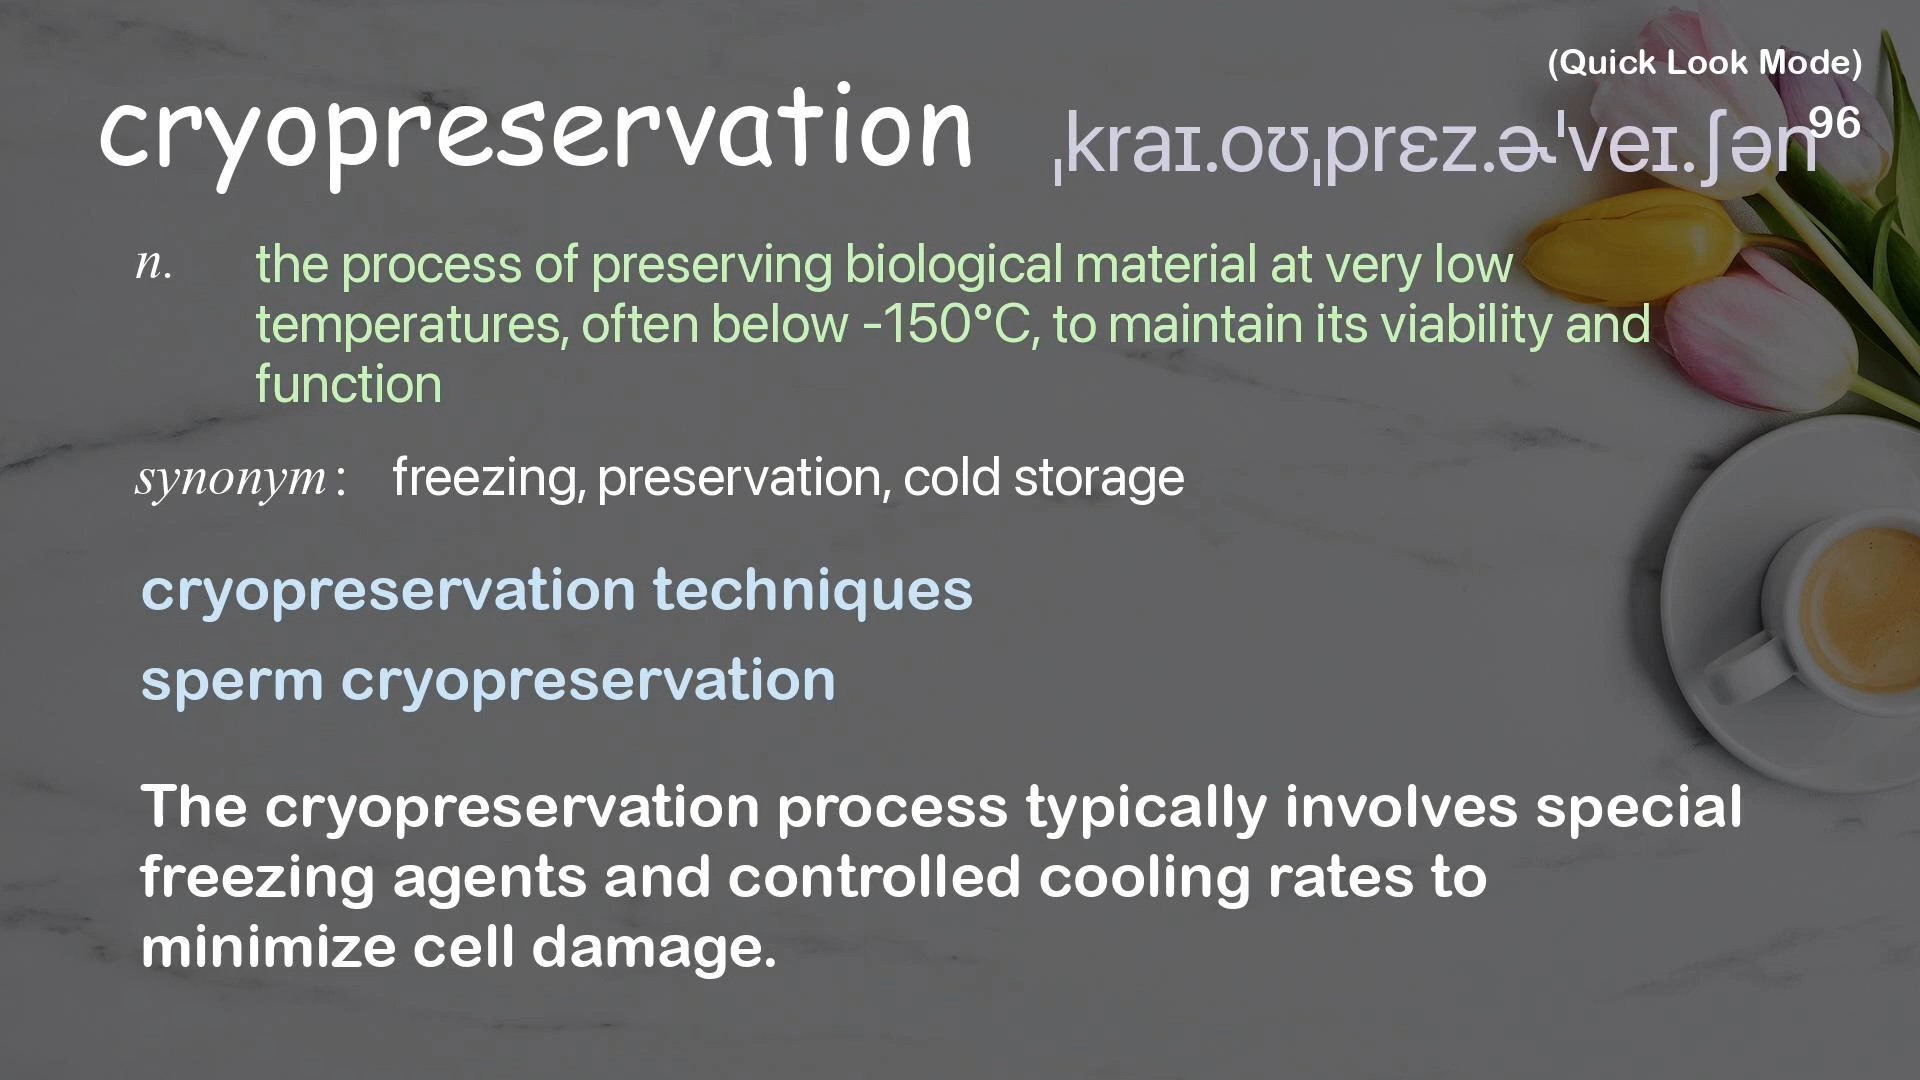 (Quick Look Mode)
cryopreservation ˌkraɪ.oʊˌprɛz.ɚˈveɪ.ʃən 96
n. the process of preserving biological material at very low
temperatures, often below -150°C, to maintain its viability and
function
synonym: freezing, preservation, cold storage
cryopreservation techniques
sperm cryopreservation
The cryopreservation process typically involves special
freezing agents and controlled cooling rates to
minimize cell damage.